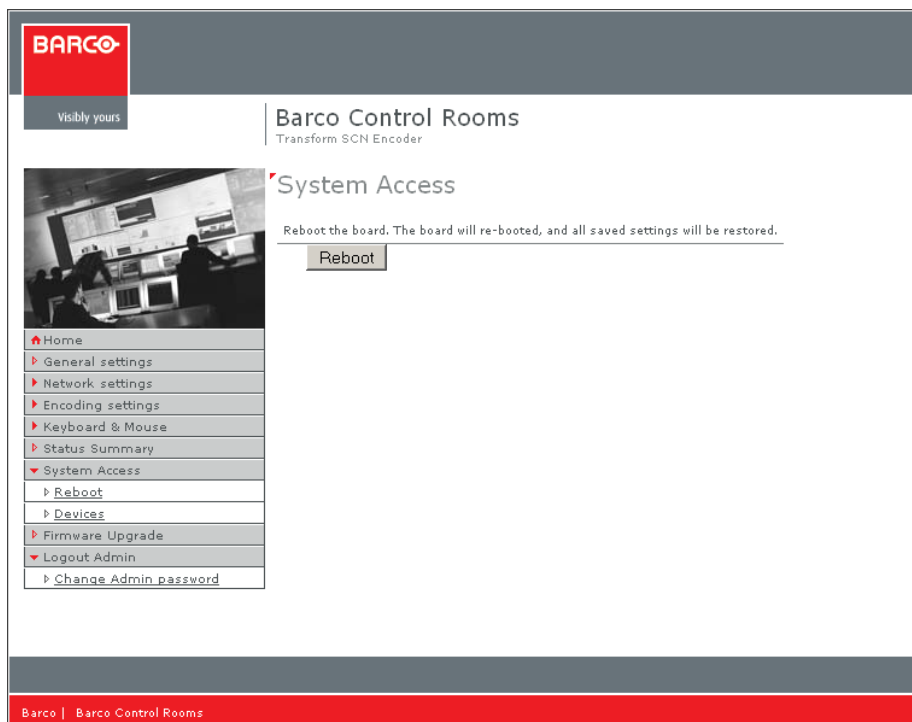 BARCO
Visibly yours
Barco Control Rooms
Transform SCN Encoder
System Access
Reboot the board. The board will re-booted, and all saved settings will be restored.
Reboot
Home
General settings
Network settings
Encoding settings
Keyboard & Mouse
Status Summary
System Access
Reboot
Devices
Firmware Upgrade
Logout Admin
Change Admin password
Barco | Barco Control Rooms